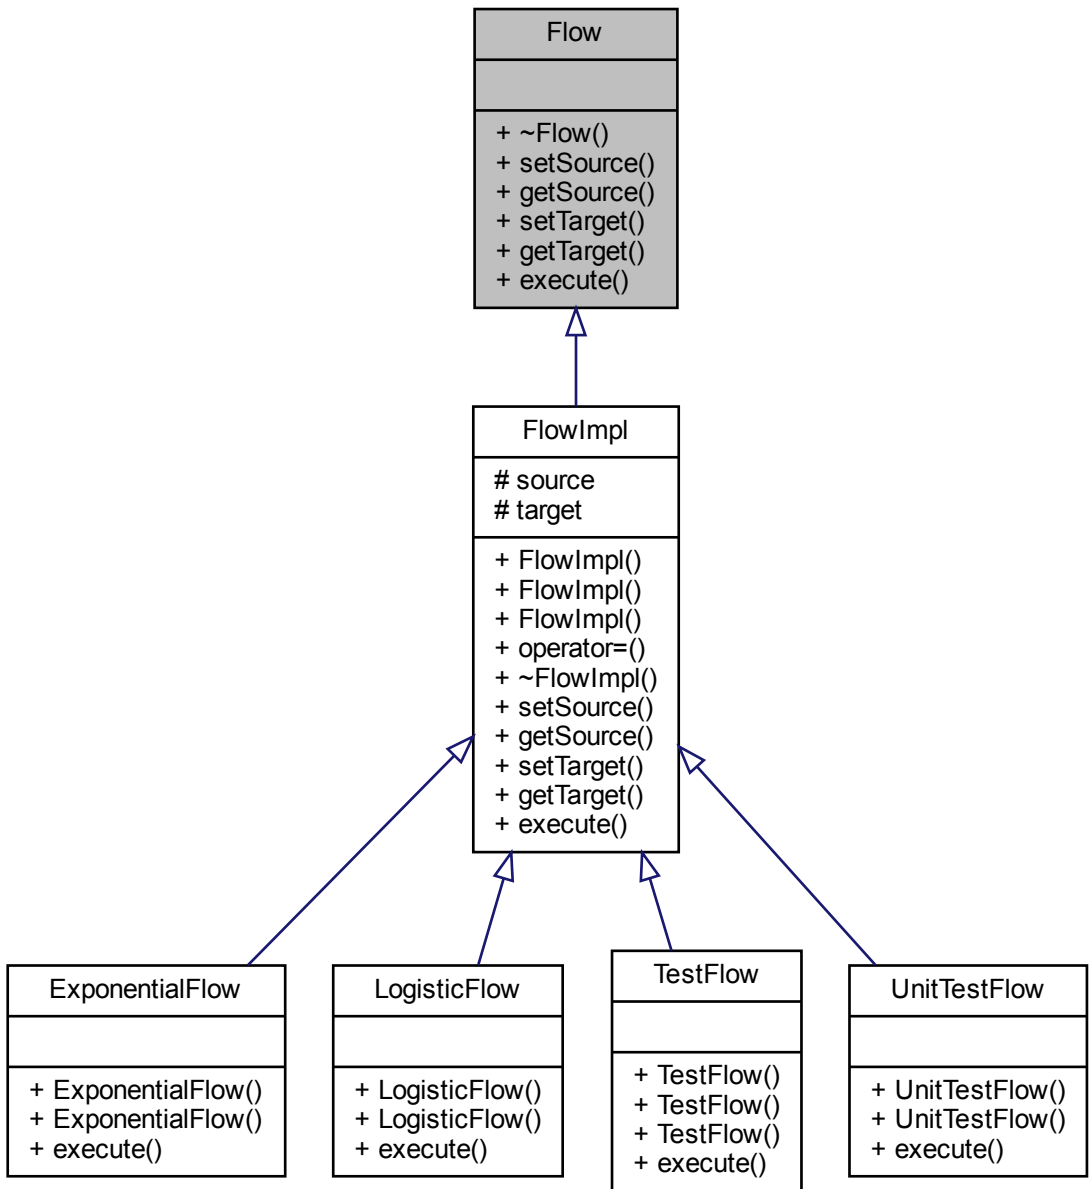 Flow
+ ~Flow()
+ setSource()
+ getSource()
+ setTarget()
+ getTarget()
+ execute()
FlowImpl
# source
# target
+ FlowImpl()
+ FlowImpl()
+ FlowImpl()
+ operator=()
+ ~FlowImpl()
+ setSource()
+ getSource()
+ setTarget()
+ getTarget()
+ execute()
ExponentialFlow
+ ExponentialFlow()
+ ExponentialFlow()
+ execute()
LogisticFlow
+ LogisticFlow()
+ LogisticFlow()
+ execute()
TestFlow
+ TestFlow()
+ TestFlow()
+ TestFlow()
+ execute()
UnitTestFlow
+ UnitTestFlow()
+ UnitTestFlow()
+ execute()